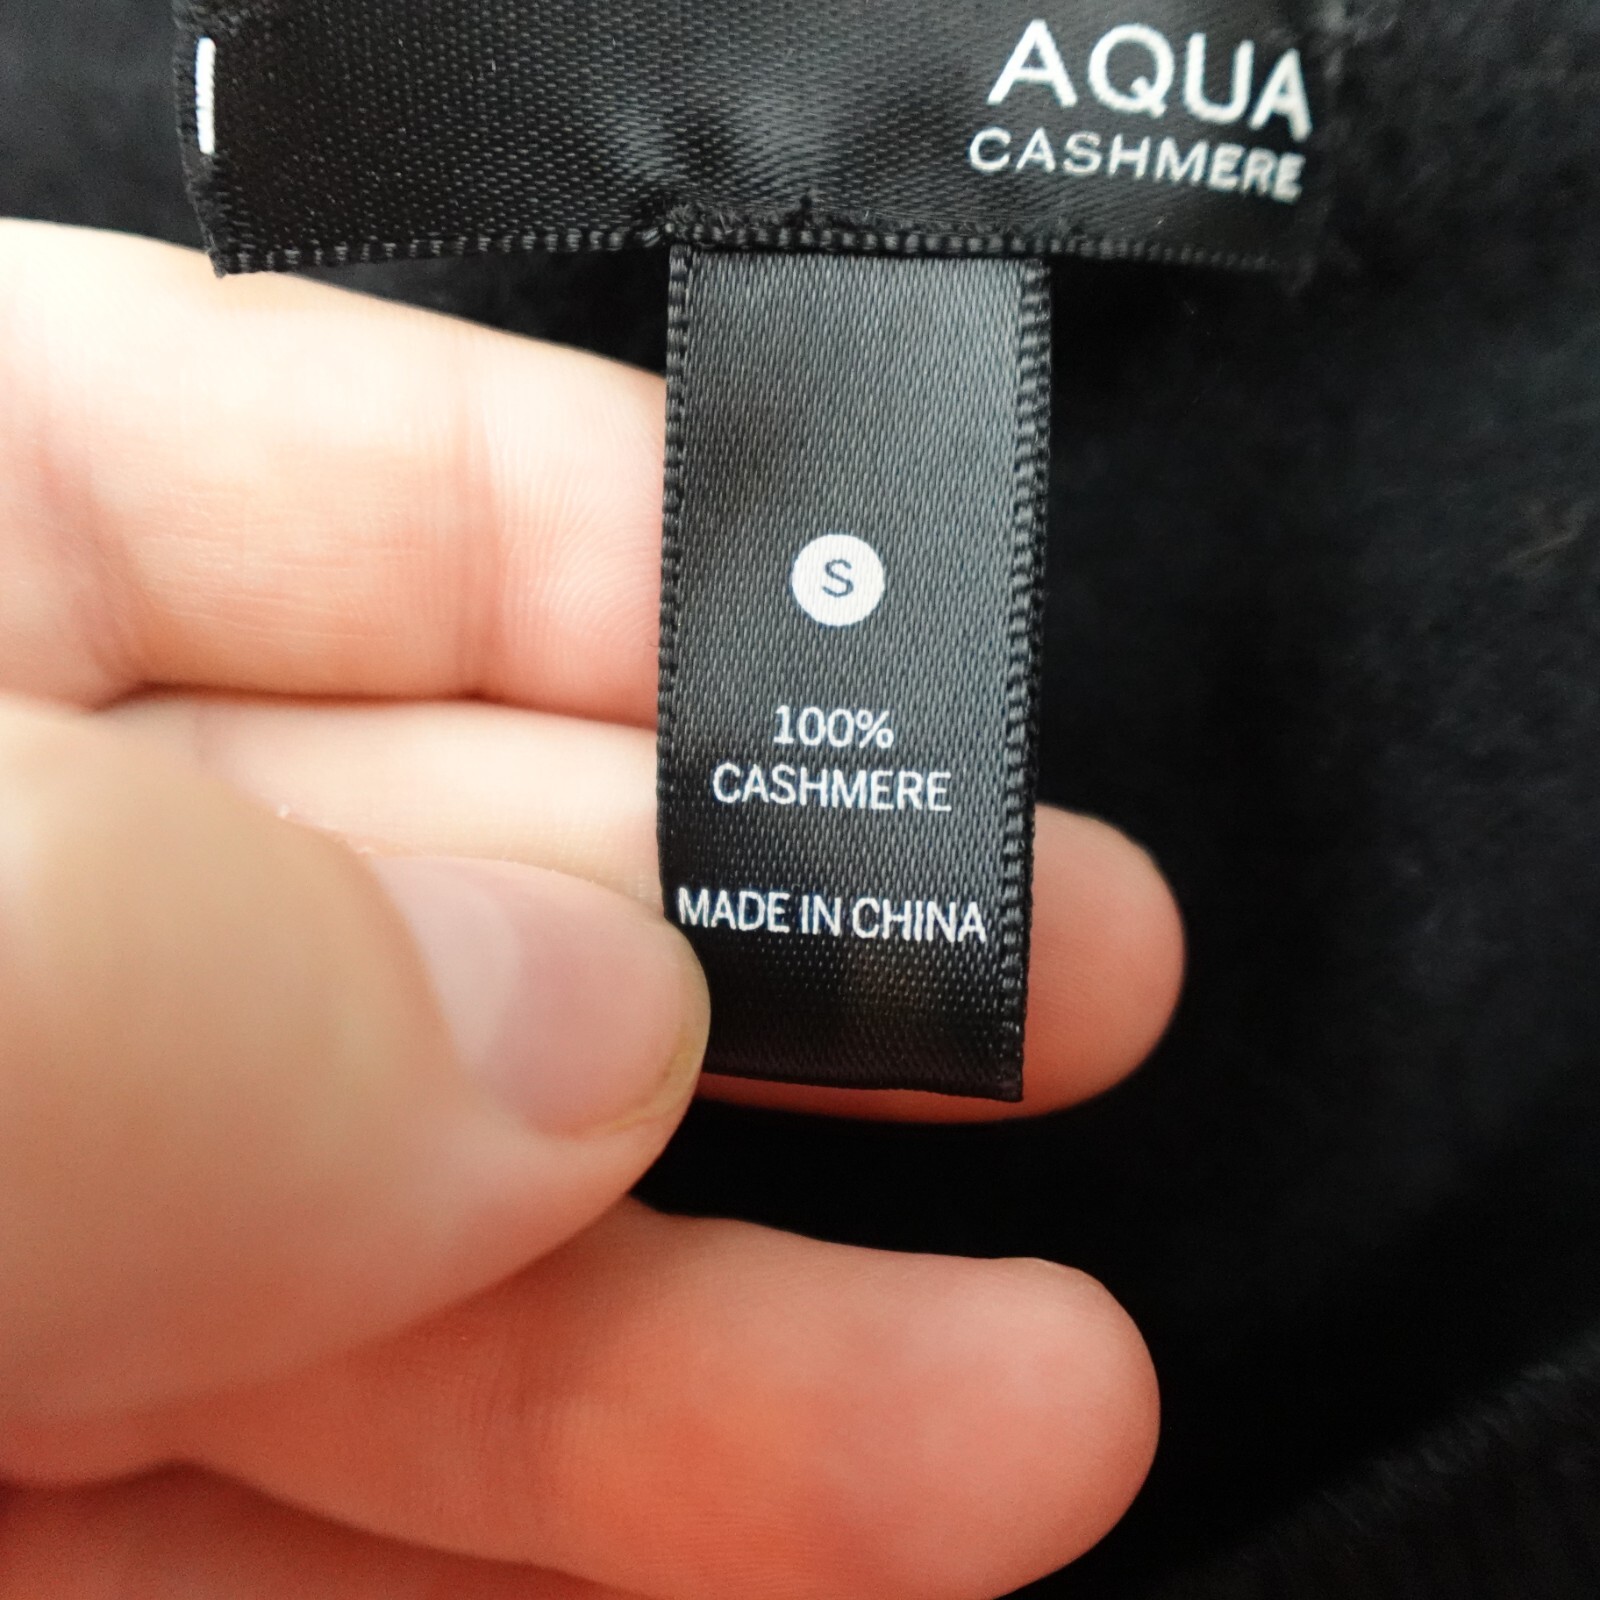 AQUA
CASHMERE
S
100%
CASHMERE
MADE IN CHINA